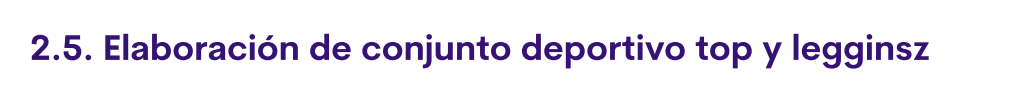 2.5. Elaboración de conjunto deportivo top y legginsz